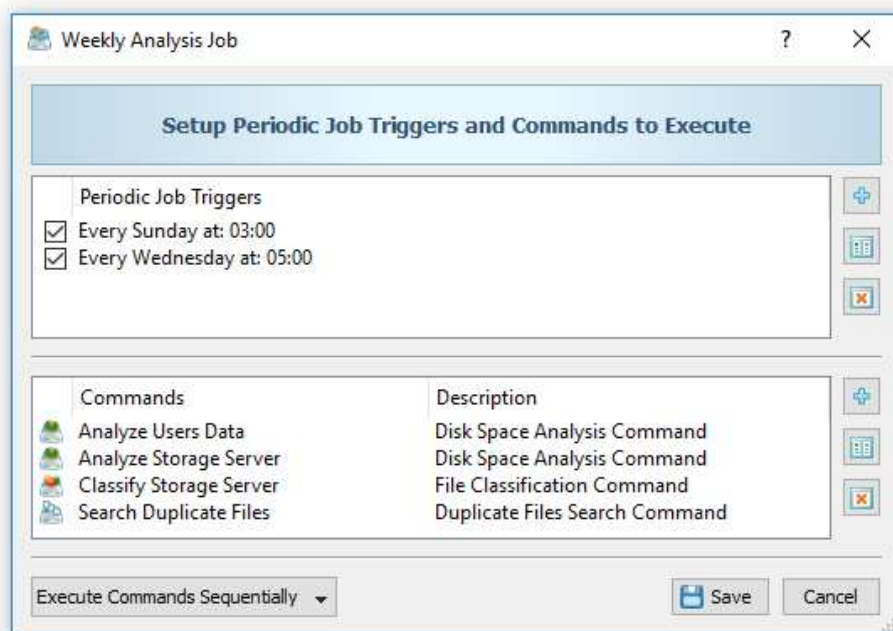 Weekly Analysis Job ?
Setup Periodic Job Triggers and Commands to Execute
Periodic Job Triggers
Every Sunday at: 03:00
Every Wednesday at: 05:00
Commands Description
Analyze Users Data Disk Space Analysis Command
Analyze Storage Server Disk Space Analysis Command
Classify Storage Server File Classification Command
Search Duplicate Files Duplicate Files Search Command
Execute Commands Sequentially Save Cancel